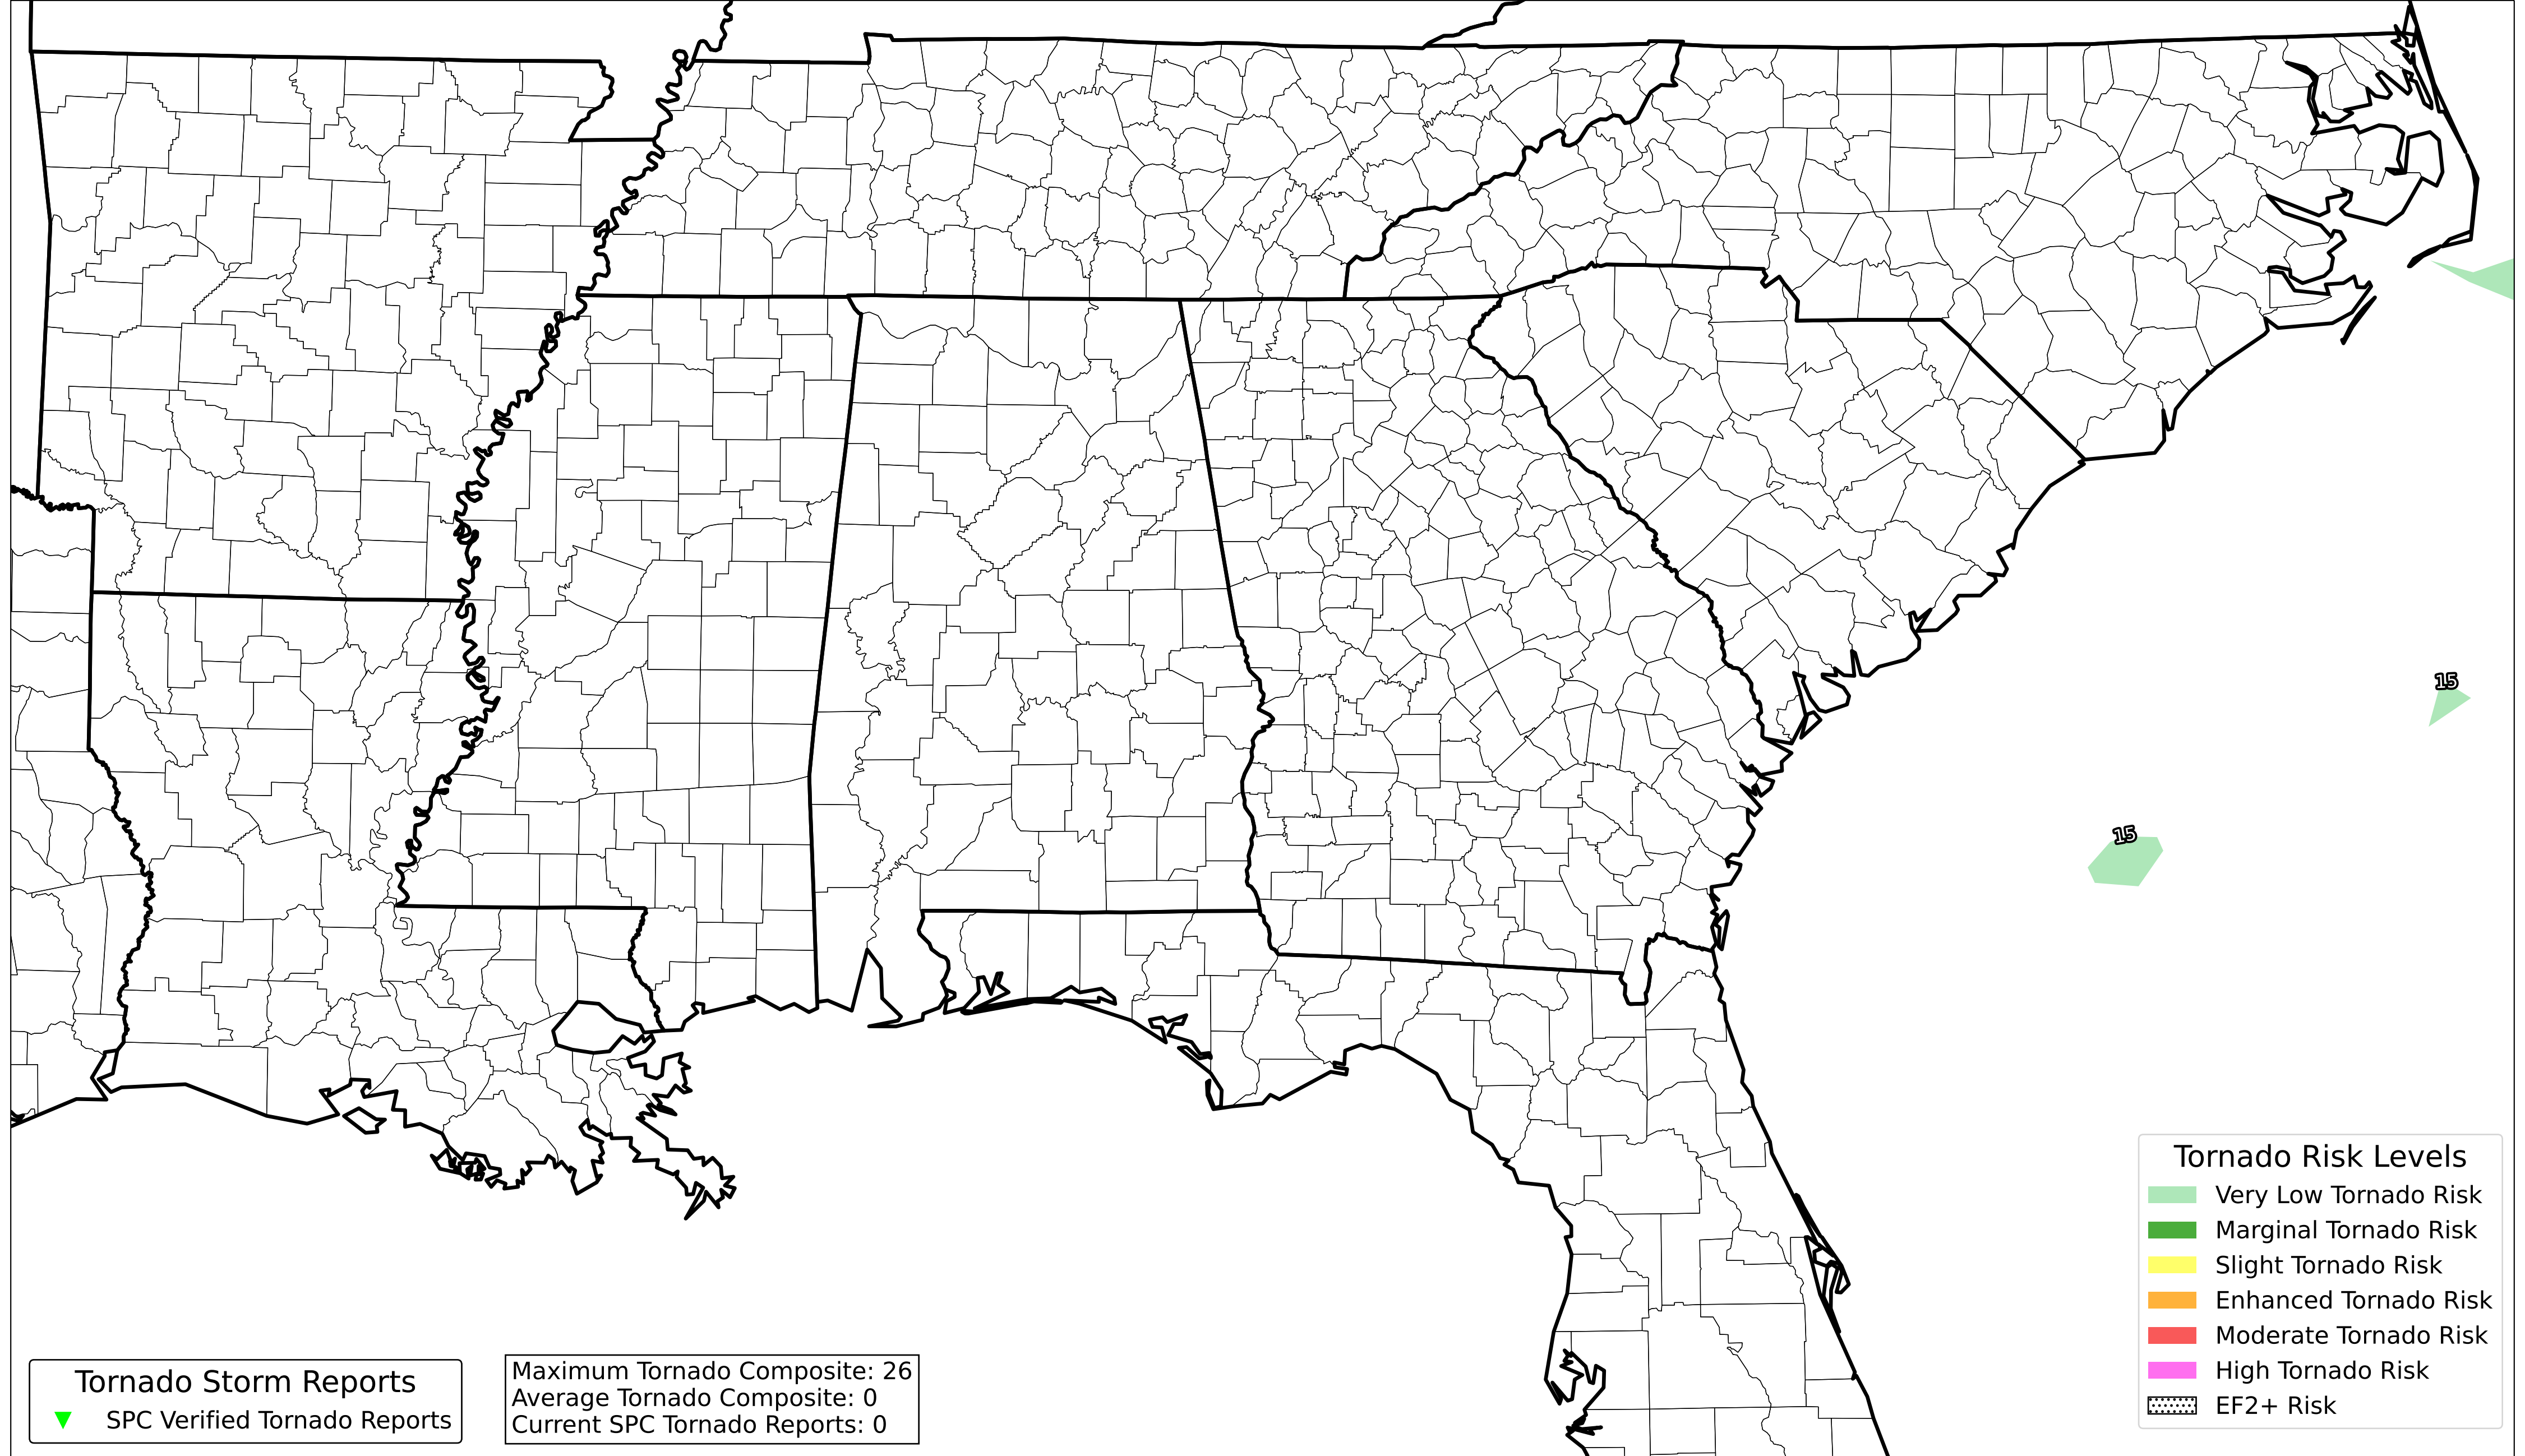 15
15
Tornado Risk Levels
Very Low Tornado Risk
Marginal Tornado Risk
Slight Tornado Risk
Enhanced Tornado Risk
Moderate Tornado Risk
High Tornado Risk
EF2+ Risk
Tornado Storm Reports
SPC Verified Tornado Reports
Maximum Tornado Composite: 26
Average Tornado Composite: 0
Current SPC Tornado Reports: 0